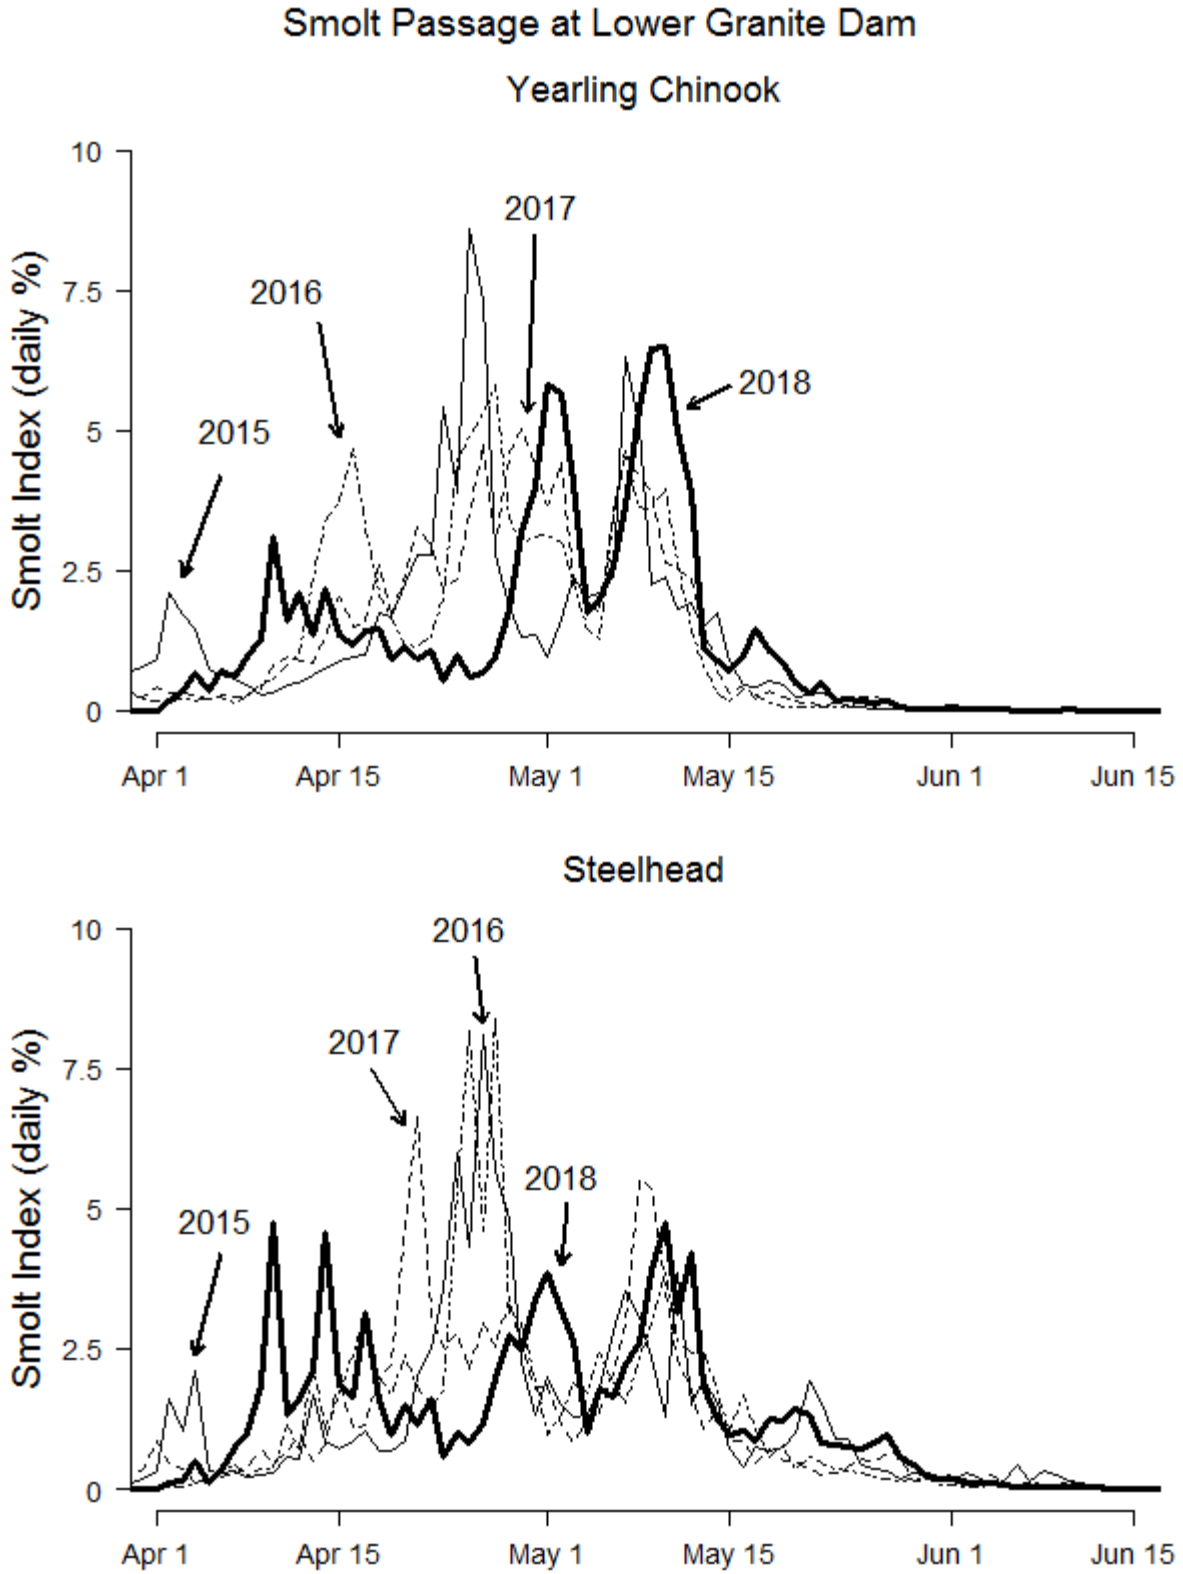 Smolt Passage at Lower Granite Dam
Yearling Chinook
Smolt Index (daily %)
10
7.5
5
2.5
0
2015
2016
2017
2018
Apr 1 Apr 15 May 1 May 15 Jun 1 Jun 15
Steelhead
Smolt Index (daily %)
10
7.5
5
2.5
0
2015
2017
2016
2018
Apr 1 Apr 15 May 1 May 15 Jun 1 Jun 15